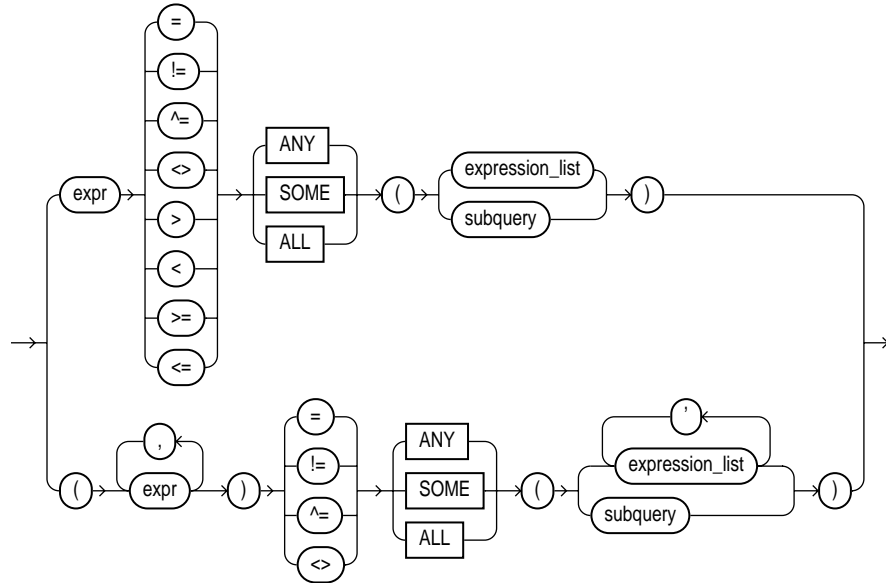 =
!=
^=
<>
>
<
>=
<=
expr
ANY
SOME
ALL
(
expression_list
subquery
)
(
,
expr
)
=
!=
^=
<>
ANY
SOME
ALL
(
’
expression_list
subquery
)